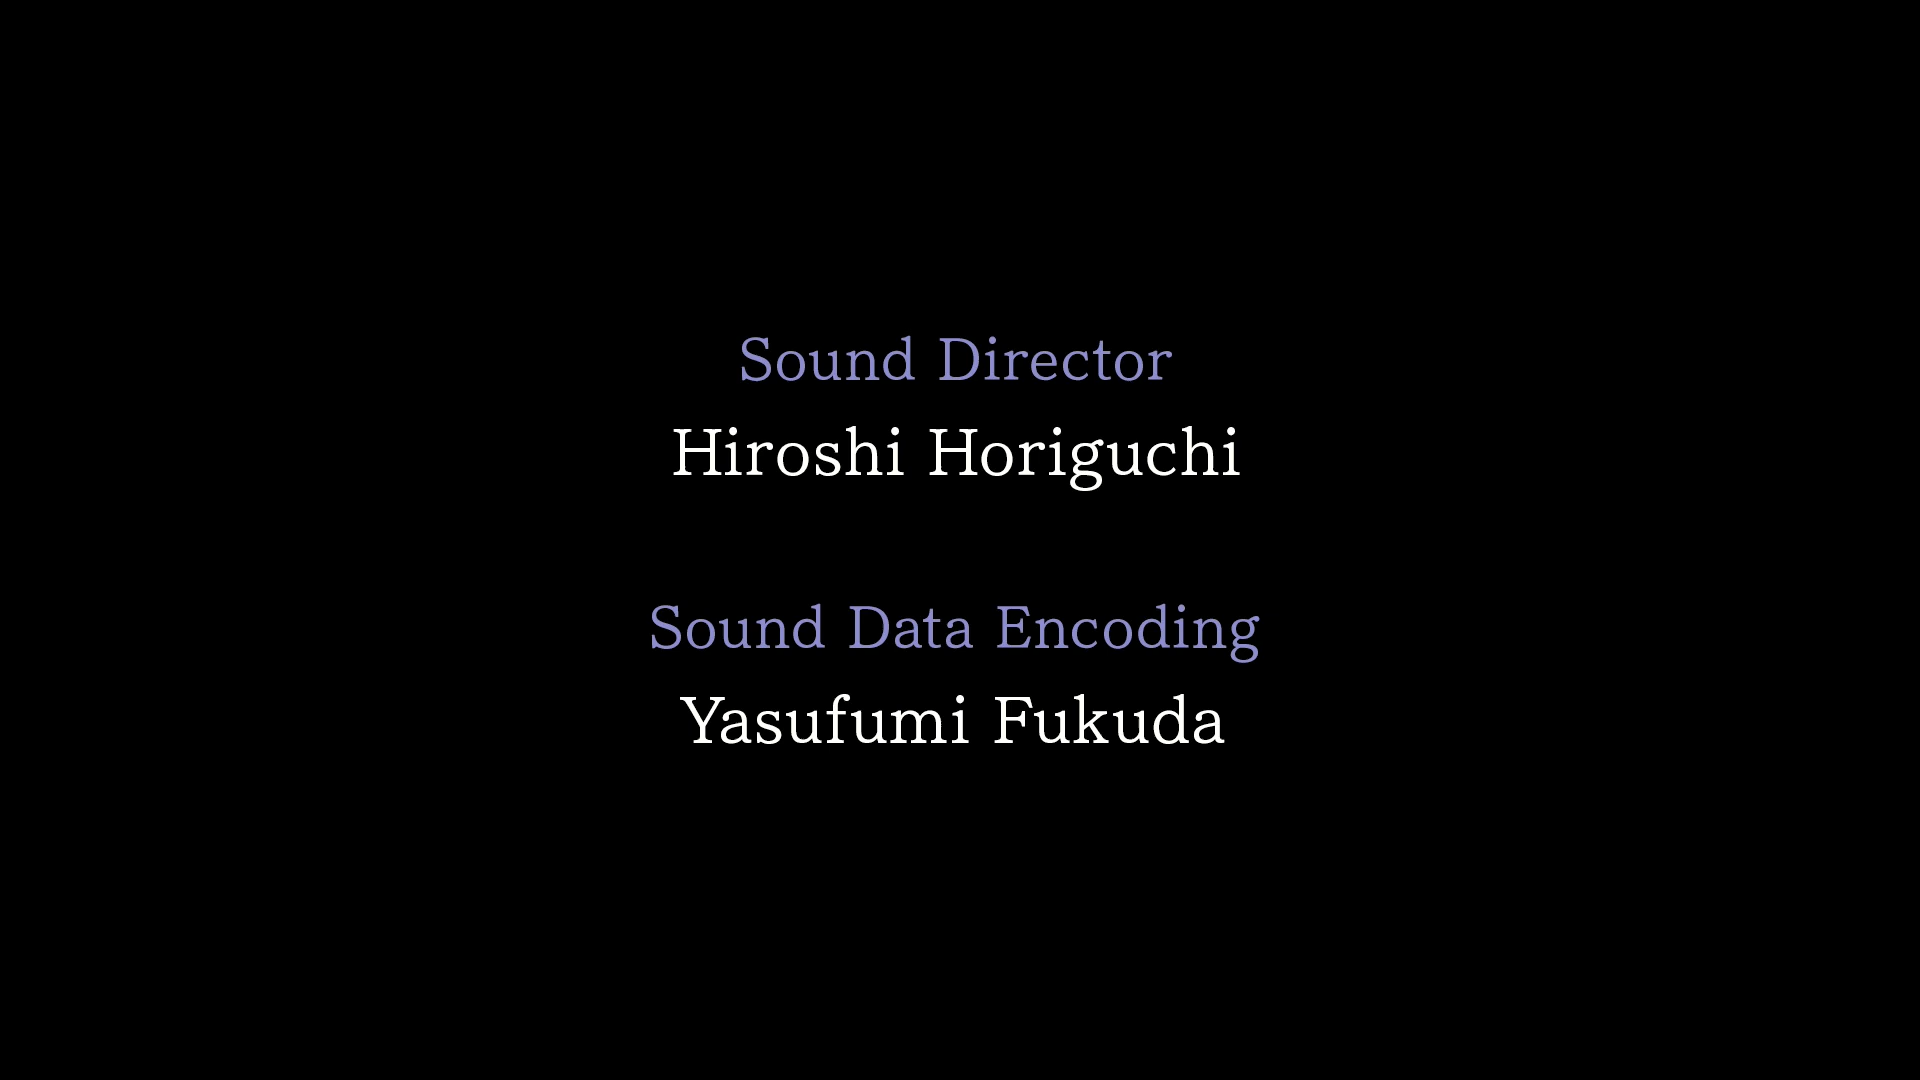 Sound Director
Hiroshi Horiguchi
Sound Data Encoding
Yasufumi Fukuda